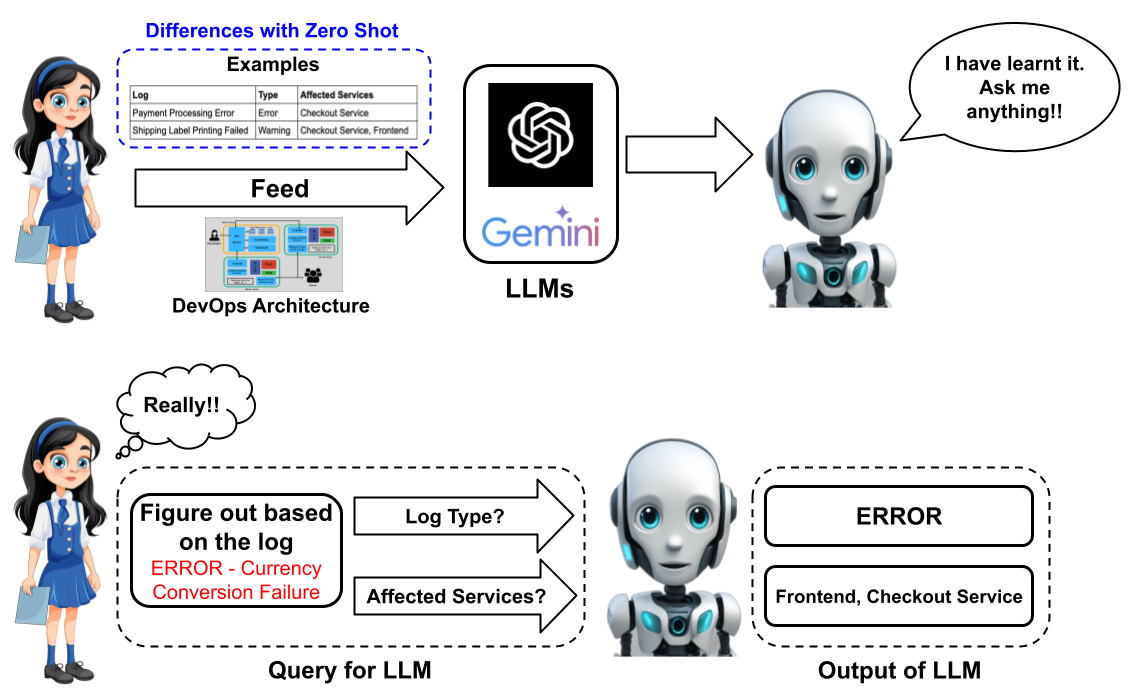 Differences with Zero Shot
Examples
Log Type Affected Services
Payment Processing Error Error Checkout Service
Shipping Label Printing Failed Warning Checkout Service, Frontend
Feed
DevOps Architecture
Gemini
LLMs
I have learnt it.
Ask me
anything!!
Really!!
Figure out based
on the log
ERROR - Currency
Conversion Failure
Log Type?
Affected Services?
Query for LLM
ERROR
Frontend, Checkout Service
Output of LLM